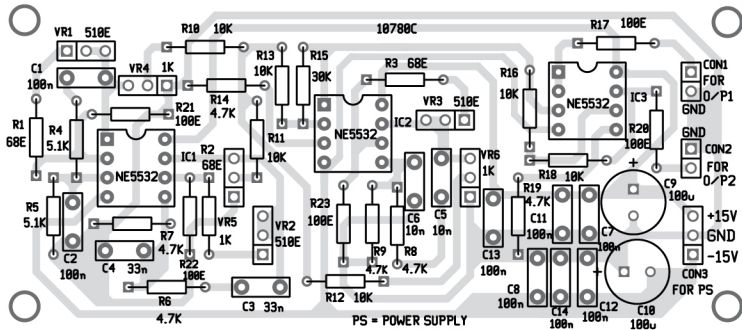 R10 10K
10780C
R17 100E
VR1 510E
C1
100n
VR4 1K
R13
10K
R15
30K
R3 68E
R14
4.7K
R16
10K
CON1
FOR
O/P1
GND
R21
100E
R1
68E
R4
5.1K
R11
10K
IC2
NE5532
VR3 510E
NE5532
IC3
R20
100E
GND
CON2
FOR
O/P2
NE5532
IC1
R2
68E
VR6
1K
R18 10K
R5
5.1K
C2
100n
R7
4.7K
C4 33n
R22
100E
VR5
1K
VR2
510E
R23
100E
R9
4.7K
R8
4.7K
C6
10n
C5
10n
C13
100n
R19
4.7K
C11
100n
C7
100n
C9
100u
+
+15V
GND
-15V
CON3
FOR PS
R6
4.7K
C3 33n
R12 10K
C8
100n
C14
100n
C12
100n
+
C10
100u
PS = POWER SUPPLY